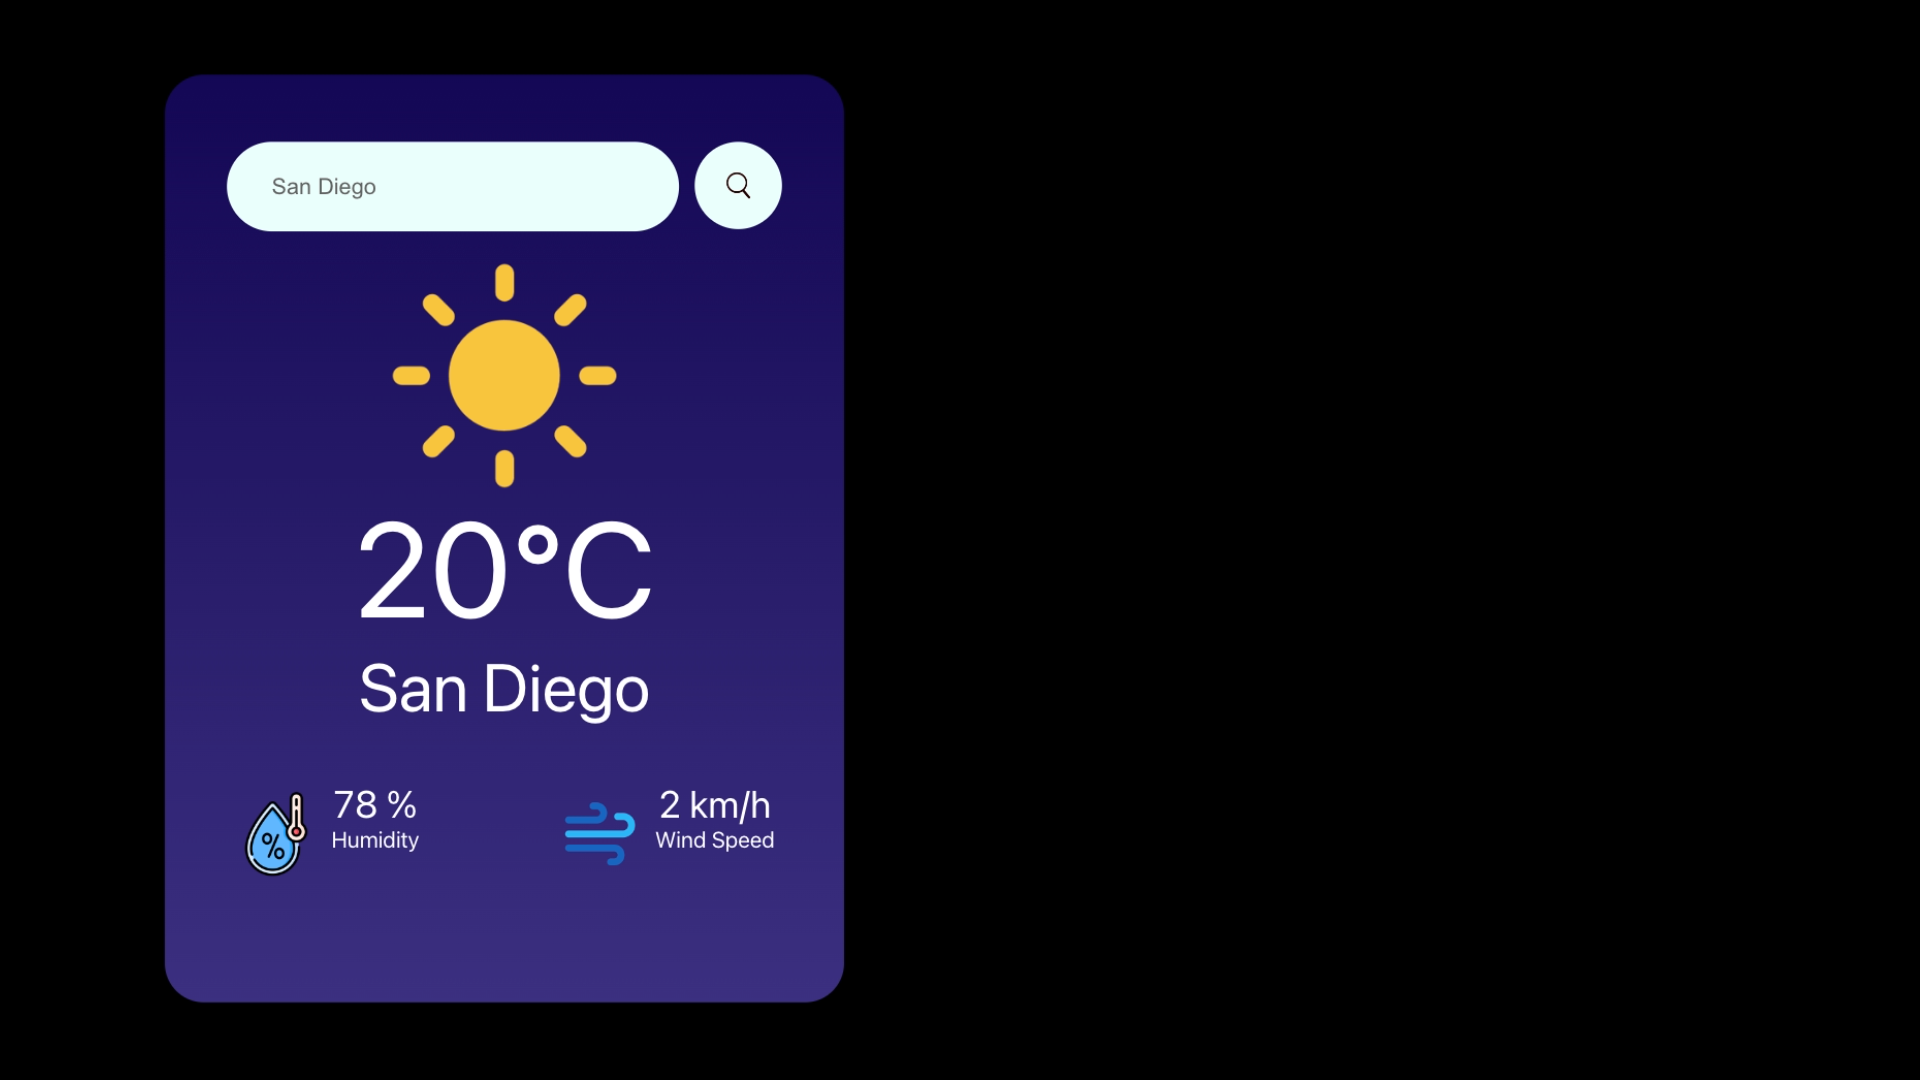 San Diego
20°C
San Diego
78 %
Humidity
2 km/h
Wind Speed
%